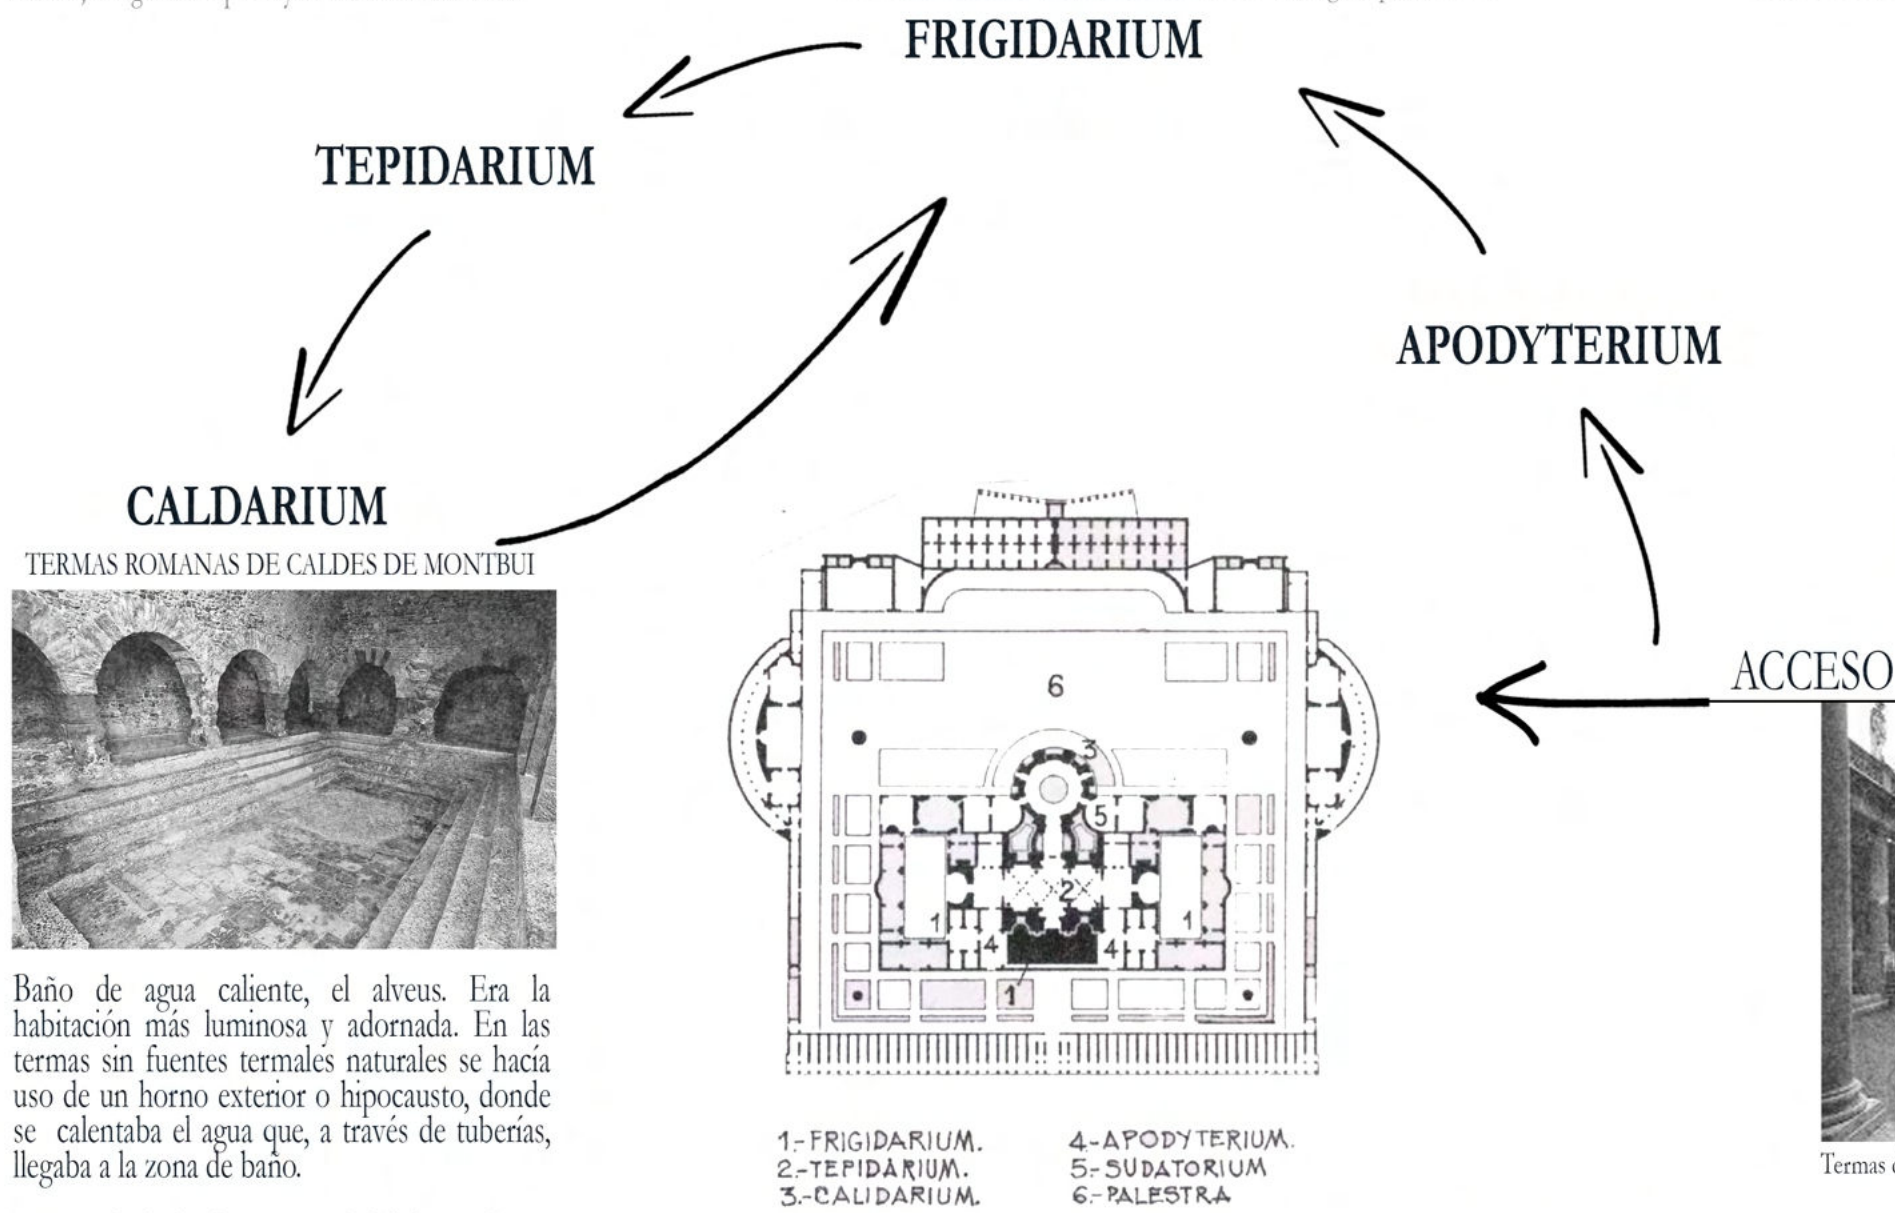 FRIGIDARIUM
TEPIDARIUM
APODYTERIUM
CALDARIUM
TERMAS ROMANAS DE CALDES DE MONTBUI
ACCESO
6
3
5
2
1
1
4
4
1
Baño de agua caliente, el alveus. Era la
habitación más luminosa y adornada. En las
termas sin fuentes termales naturales se hacía
uso de un horno exterior o hipocausto, donde
se calentaba el agua que, a través de tuberías,
llegaba a la zona de baño.
1.-FRIGIDARIUM.
2.-TEPIDARIUM.
3.-CALIDARIUM.
4.-APODYTERIUM.
5.-SUDATORIUM
6.-PALESTRA
Termas